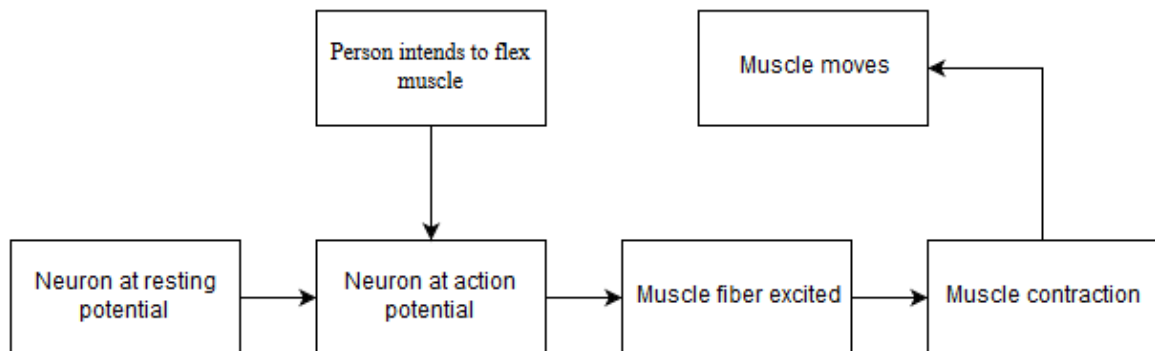 Person intends to flex
muscle
Muscle moves
Neuron at resting
potential
Neuron at action
potential
Muscle fiber excited
Muscle contraction